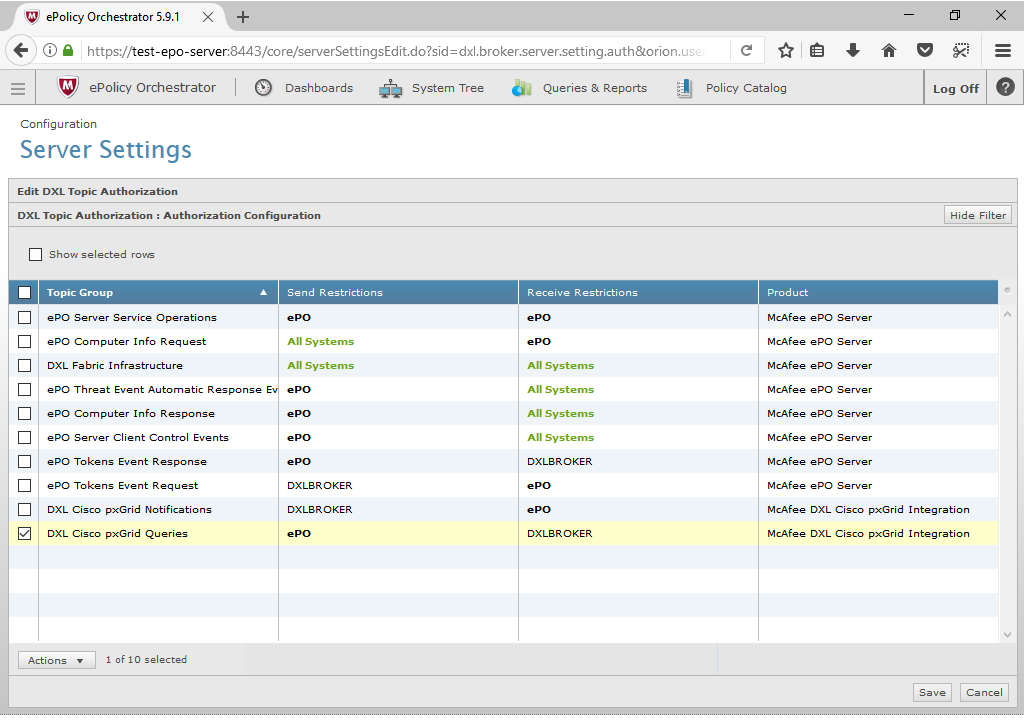 ePolicy Orchestrator 5.9.1
https://test-epo-server:8443/core/serverSettingsEdit.do?sid=dxl.broker.server.setting.auth&orion.use
ePolicy Orchestrator Dashboards System Tree Queries & Reports Policy Catalog Log Off ?
Configuration
Server Settings
Edit DXL Topic Authorization
DXL Topic Authorization : Authorization Configuration Hide Filter
Show selected rows
Topic Group Send Restrictions Receive Restrictions Product
ePO Server Service Operations ePO ePO McAfee ePO Server
ePO Computer Info Request All Systems ePO McAfee ePO Server
DXL Fabric Infrastructure All Systems All Systems McAfee ePO Server
ePO Threat Event Automatic Response Ev ePO All Systems McAfee ePO Server
ePO Computer Info Response ePO All Systems McAfee ePO Server
ePO Server Client Control Events ePO All Systems McAfee ePO Server
ePO Tokens Event Response ePO DXLBROKER McAfee ePO Server
ePO Tokens Event Request DXLBROKER ePO McAfee ePO Server
DXL Cisco pxGrid Notifications DXLBROKER ePO McAfee DXL Cisco pxGrid Integration
DXL Cisco pxGrid Queries ePO DXLBROKER McAfee DXL Cisco pxGrid Integration
Actions 1 of 10 selected
Save Cancel